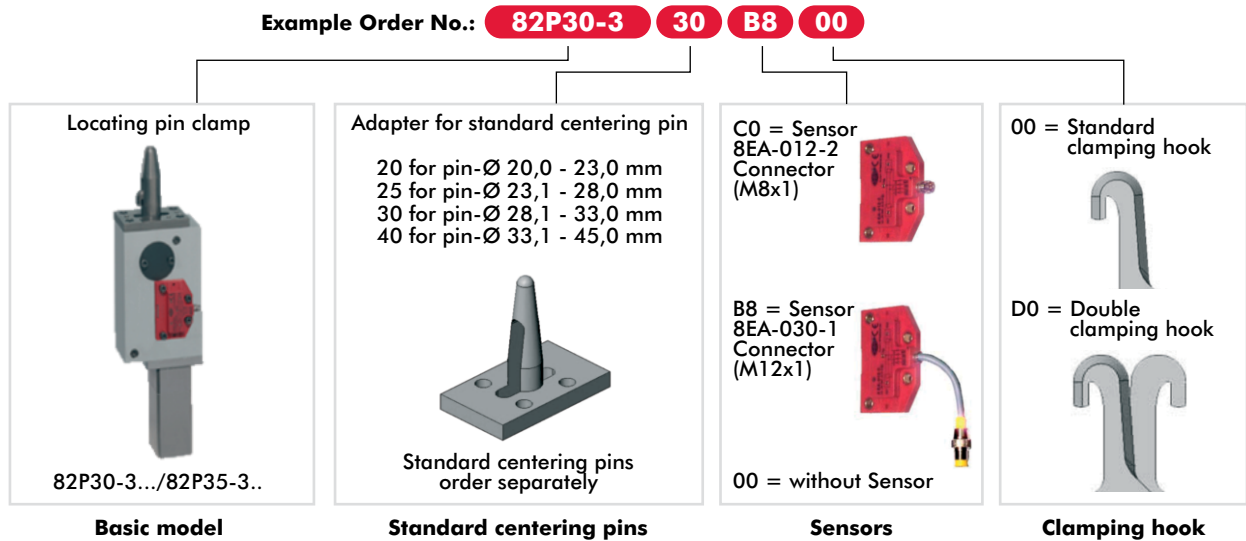 Example Order No.: 82P30-3 30 B8 00
Locating pin clamp
82P30-3.../82P35-3..
Basic model
Adapter for standard centering pin
20 for pin-Ø 20,0 - 23,0 mm
25 for pin-Ø 23,1 - 28,0 mm
30 for pin-Ø 28,1 - 33,0 mm
40 for pin-Ø 33,1 - 45,0 mm
Standard centering pins
order separately
Standard centering pins
C0 = Sensor
8EA-012-2
Connector
(M8x1)
B8 = Sensor
8EA-030-1
Connector
(M12x1)
00 = without Sensor
Sensors
00 = Standard
clamping hook
D0 = Double
clamping hook
Clamping hook